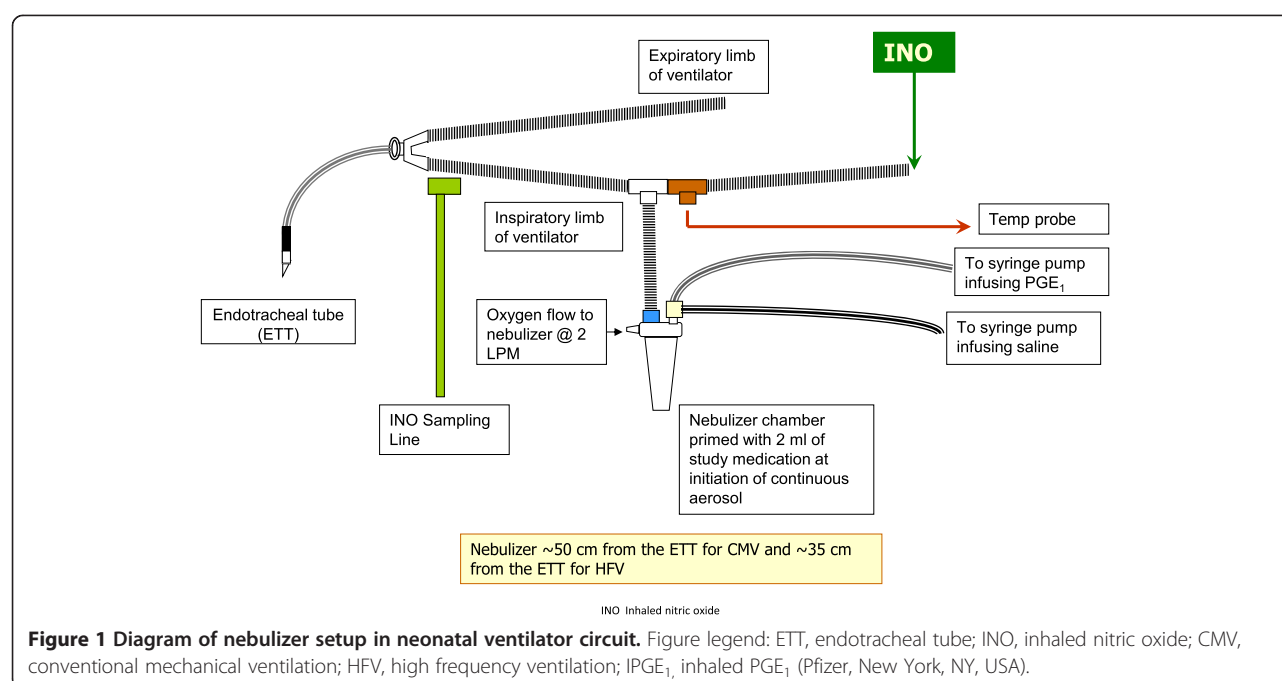 Expiratory limb
of ventilator
INO
Inspiratory limb
of ventilator
Temp probe
To syringe pump
infusing PGE₁
Endotracheal tube
(ETT)
Oxygen flow to
nebulizer @ 2
LPM
To syringe pump
infusing saline
INO Sampling
Line
Nebulizer chamber
primed with 2 ml of
study medication at
initiation of continuous
aerosol
Nebulizer ~50 cm from the ETT for CMV and ~35 cm
from the ETT for HFV
INO Inhaled nitric oxide
Figure 1 Diagram of nebulizer setup in neonatal ventilator circuit. Figure legend: ETT, endotracheal tube; INO, inhaled nitric oxide; CMV,
conventional mechanical ventilation; HFV, high frequency ventilation; IPGE₁, inhaled PGE₁ (Pfizer, New York, NY, USA).